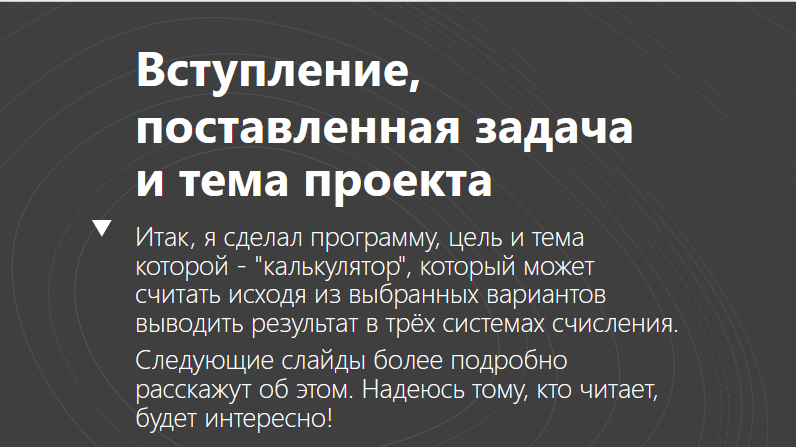 Вступление,
поставленная задача
и тема проекта
Итак, я сделал программу, цель и тема
которой - "калькулятор", который может
считать исходя из выбранных вариантов
выводить результат в трёх системах счисления.
Следующие слайды более подробно
расскажут об этом. Надеюсь тому, кто читает,
будет интересно!